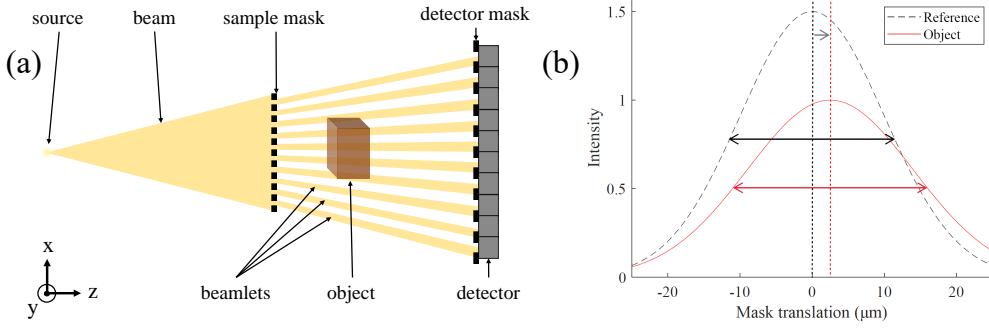 source
beam
sample mask
detector mask
(a)
x
z
y
beamlets
object
detector
(b)
Reference
Object
1.5
1
0.5
0
Intensity
-20
-10
0
10
20
Mask translation (μm)